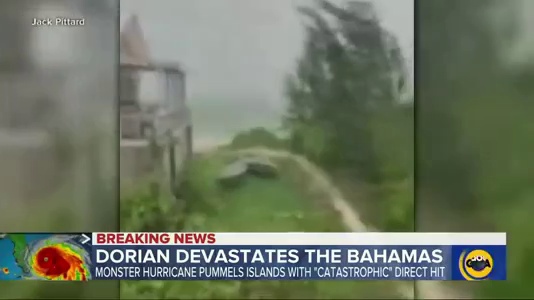 Jack Pittard
BREAKING NEWS
DORIAN DEVASTATES THE BAHAMAS
MONSTER HURRICANE PUMMELS ISLANDS WITH "CATASTROPHIC" DIRECT HIT